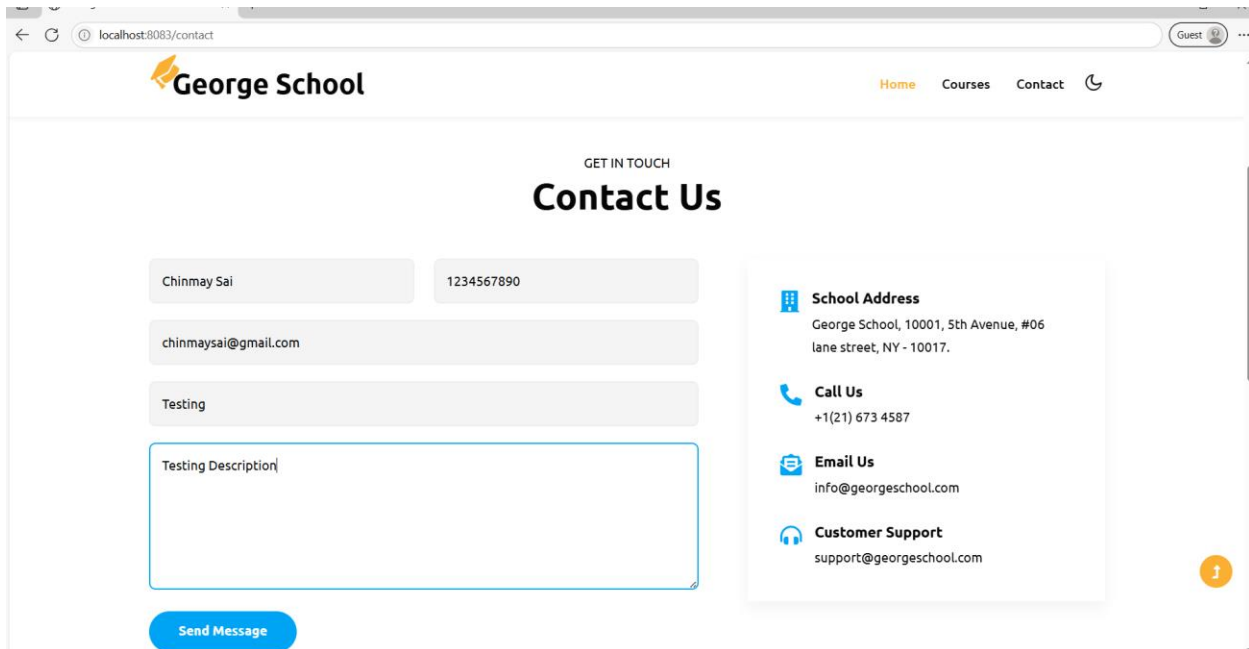 localhost:8083/contact
Guest
George School
Home Courses Contact
GET IN TOUCH
Contact Us
Chinmay Sai
1234567890
chinmaysai@gmail.com
Testing
Testing Description
Send Message
School Address
George School, 10001, 5th Avenue, #06
lane street, NY - 10017.
Call Us
+1(21) 673 4587
Email Us
info@georgeschool.com
Customer Support
support@georgeschool.com